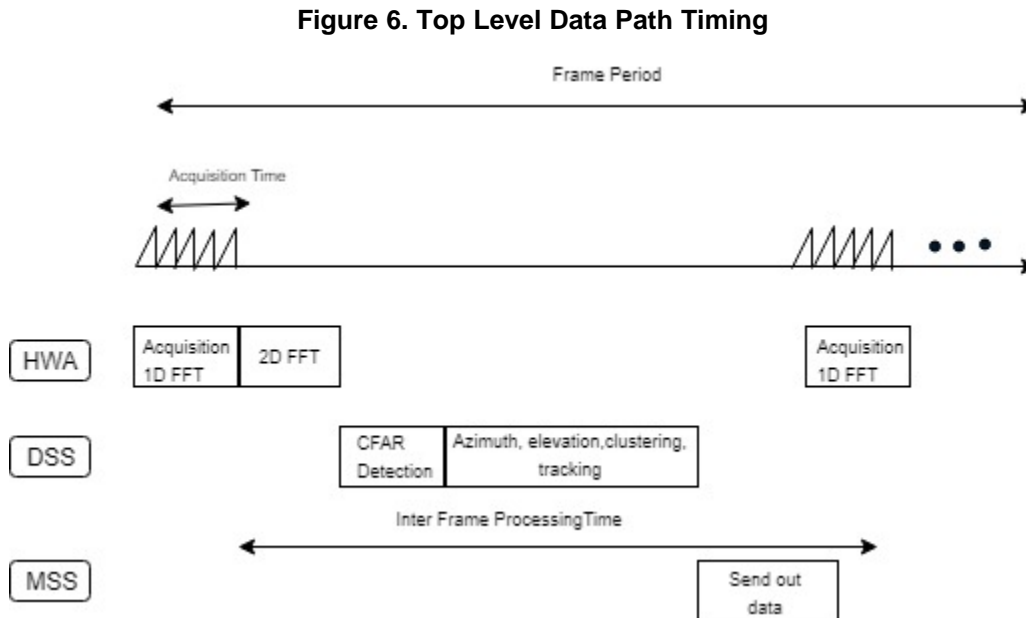 Figure 6. Top Level Data Path Timing
Frame Period
Acquisition Time
HWA
Acquisition
1D FFT
2D FFT
Acquisition
1D FFT
DSS
CFAR
Detection
Azimuth, elevation,clustering,
tracking
Inter Frame ProcessingTime
MSS
Send out
data